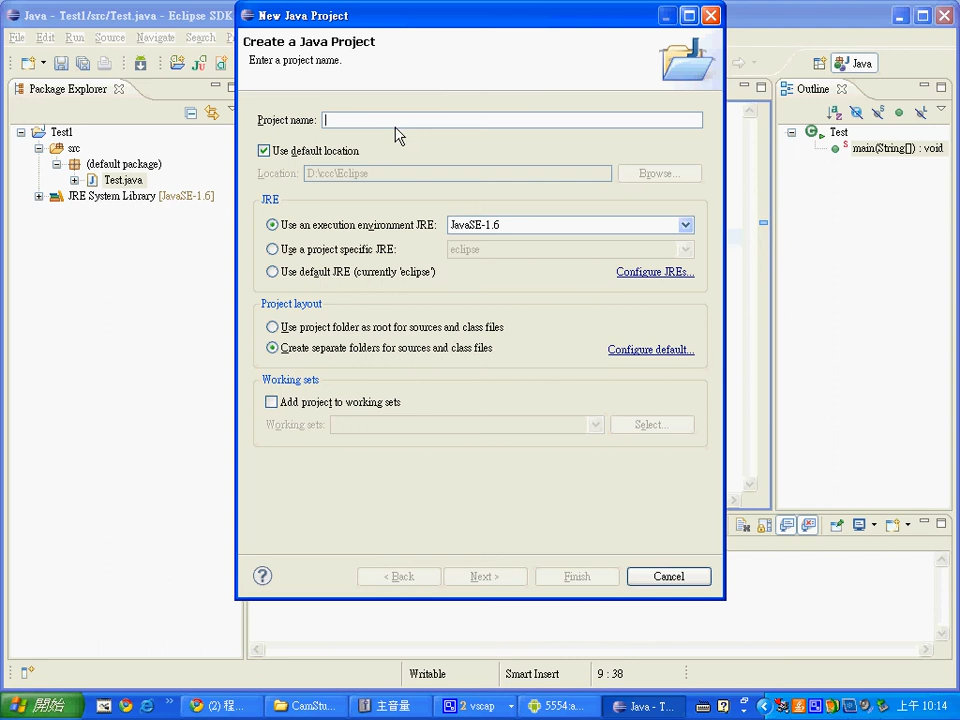 Java - Test1/src/Test.java - Eclipse SDK
New Java Project
File Edit Run Source Navigate Search
Create a Java Project
Enter a project name.
Java
Package Explorer
Outline
Project name:
Test1
src
(default package)
Test.java
JRE System Library [JavaSE-1.6]
Test
main(String[]) : void
Use default location
Location: D:\ccc\Eclipse
Browse...
JRE
Use an execution environment JRE: JavaSE-1.6
Use a project specific JRE: eclipse
Use default JRE (currently 'eclipse')
Configure JREs...
Project layout
Use project folder as root for sources and class files
Create separate folders for sources and class files
Configure default...
Working sets
Add project to working sets
Working sets:
Select...
< Back
Next >
Finish
Cancel
Writable
Smart Insert
9 : 38
開始
(2) 程...
CamStu...
主音量
2 vscap
5554:a...
Java - T...
上午 10:14